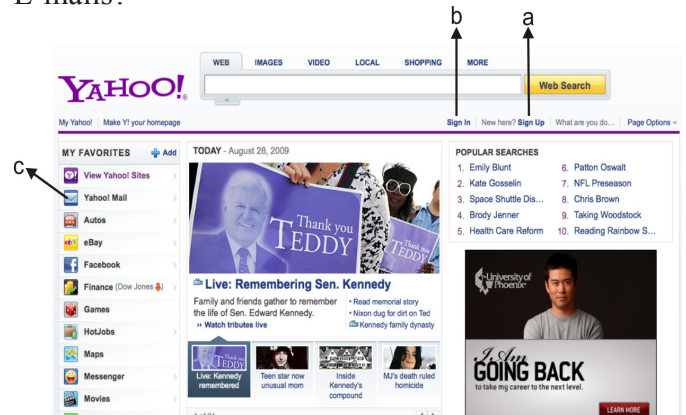 E-mails?
b a
WEB IMAGES VIDEO LOCAL SHOPPING MORE
YAHOO!
Web Search
My Yahoo! Make Y! your homepage
Sign In New here? Sign Up What are you do... Page Options
MY FAVORITES Add
c
View Yahoo! Sites
Yahoo! Mail
Autos
eBay
Facebook
Finance (Dow Jones)
Games
HotJobs
Maps
Messenger
Movies
TODAY - August 28, 2009
Thank you
TEDDY
Thank you
TEDDY
Live: Remembering Sen. Kennedy
Family and friends gather to remember
the life of Sen. Edward Kennedy.
›› Watch tributes live
• Read memorial story
• Nixon dug for dirt on Ted
Kennedy family dynasty
Thank you
TEDDY
Live: Kennedy
remembered
Teen star now
unusual mom
Inside
Kennedy's
compound
MJ's death ruled
homicide
POPULAR SEARCHES
1. Emily Blunt
2. Kate Gosselin
3. Space Shuttle Dis...
4. Brody Jenner
5. Health Care Reform
6. Patton Oswalt
7. NFL Preseason
8. Chris Brown
9. Taking Woodstock
10. Reading Rainbow S...
University of
Phoenix
I Am
GOING BACK
to take my career to the next level.
LEARN MORE